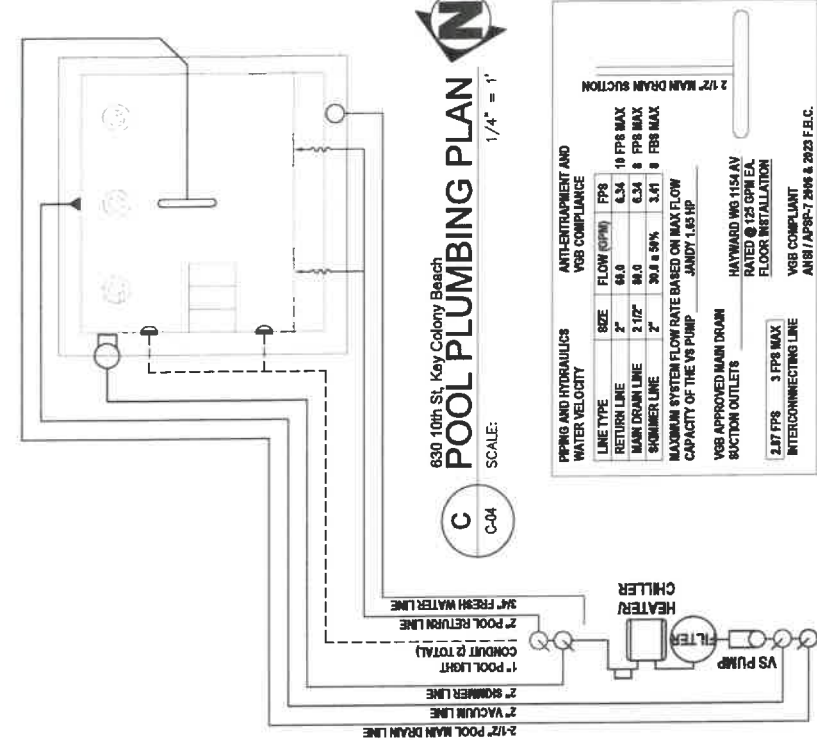 N
630 10th St, Key Colony Beach
POOL PLUMBING PLAN
C
C-04
SCALE:
1/4" = 1'
PIPING AND HYDRAULICS
WATER VELOCITY
ANTI-ENTRAPMENT AND
VGB COMPLIANCE
LINE TYPE SIZE FLOW (GPM) FPS
RETURN LINE 2" 6.34 10 FPS MAX
MAIN DRAIN LINE 2 1/2" 6.34 8 FPS MAX
SKIMMER LINE 2" 3.41 8 FBS MAX
MAXIMUM SYSTEM FLOW RATE BASED ON MAX FLOW
CAPACITY OF THE VS PUMP JANDY 1.65 HP
VGB APPROVED MAIN DRAIN
SUCTION OUTLETS
HAYWARD WG 1154 AV
RATED @ 125 GPM EA.
FLOOR INSTALLATION
2.87 FPS 3 FPS MAX
INTERCONNNECTING LINE
VGB COMPLIANT
ANSI / APSP-7 2006 & 2023 F.B.C.
2 1/2" MAIN DRAIN SUCTION
3/4" FRESH WATER LINE
2" POOL RETURN LINE
1" POOL LIGHT
CONDUIT (2 TOTAL)
2" SKIMMER LINE
2" VACUUM LINE
2-1/2" POOL MAIN DRAIN LINE
HEATER/
CHILLER
FILTER
VS PUMP